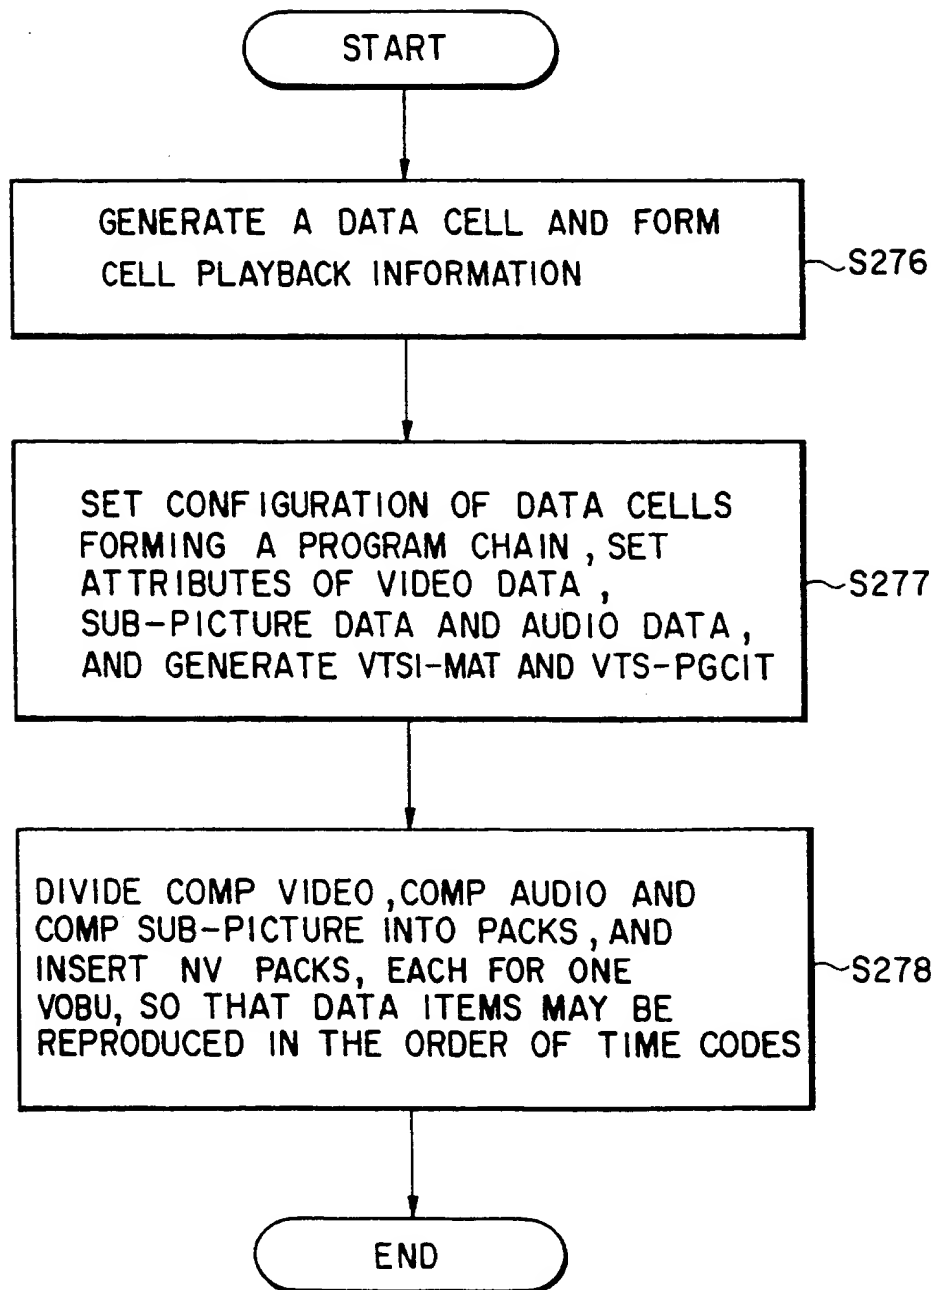 START
GENERATE A DATA CELL AND FORM
CELL PLAYBACK INFORMATION
S276
SET CONFIGURATION OF DATA CELLS
FORMING A PROGRAM CHAIN, SET
ATTRIBUTES OF VIDEO DATA,
SUB-PICTURE DATA AND AUDIO DATA,
AND GENERATE VTSI-MAT AND VTS-PGCIT
S277
DIVIDE COMP VIDEO, COMP AUDIO AND
COMP SUB-PICTURE INTO PACKS, AND
INSERT NV PACKS, EACH FOR ONE
VOBU, SO THAT DATA ITEMS MAY BE
REPRODUCED IN THE ORDER OF TIME CODES
S278
END